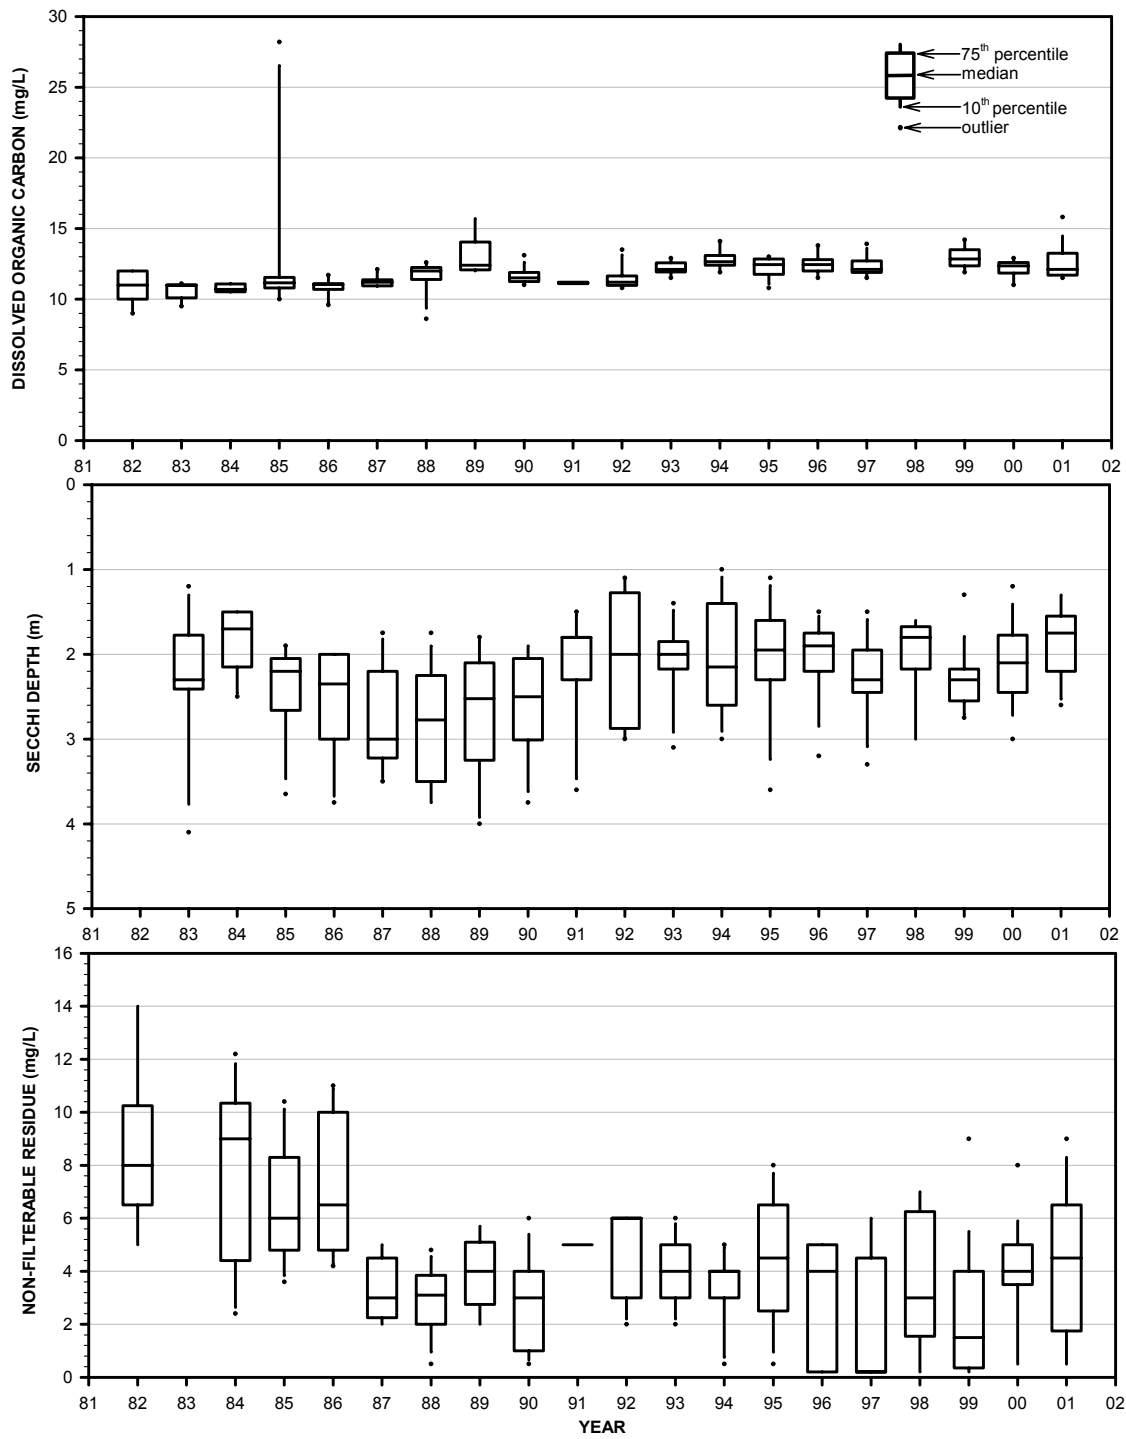 DISSOLVED ORGANIC CARBON (mg/L)
30
25
20
15
10
5
0
75th percentile
median
10th percentile
outlier
81 82 83 84 85 86 87 88 89 90 91 92 93 94 95 96 97 98 99 00 01 02
SECCHI DEPTH (m)
0
1
2
3
4
5
81 82 83 84 85 86 87 88 89 90 91 92 93 94 95 96 97 98 99 00 01 02
NON-FILTERABLE RESIDUE (mg/L)
16
14
12
10
8
6
4
2
0
81 82 83 84 85 86 87 88 89 90 91 92 93 94 95 96 97 98 99 00 01 02
YEAR